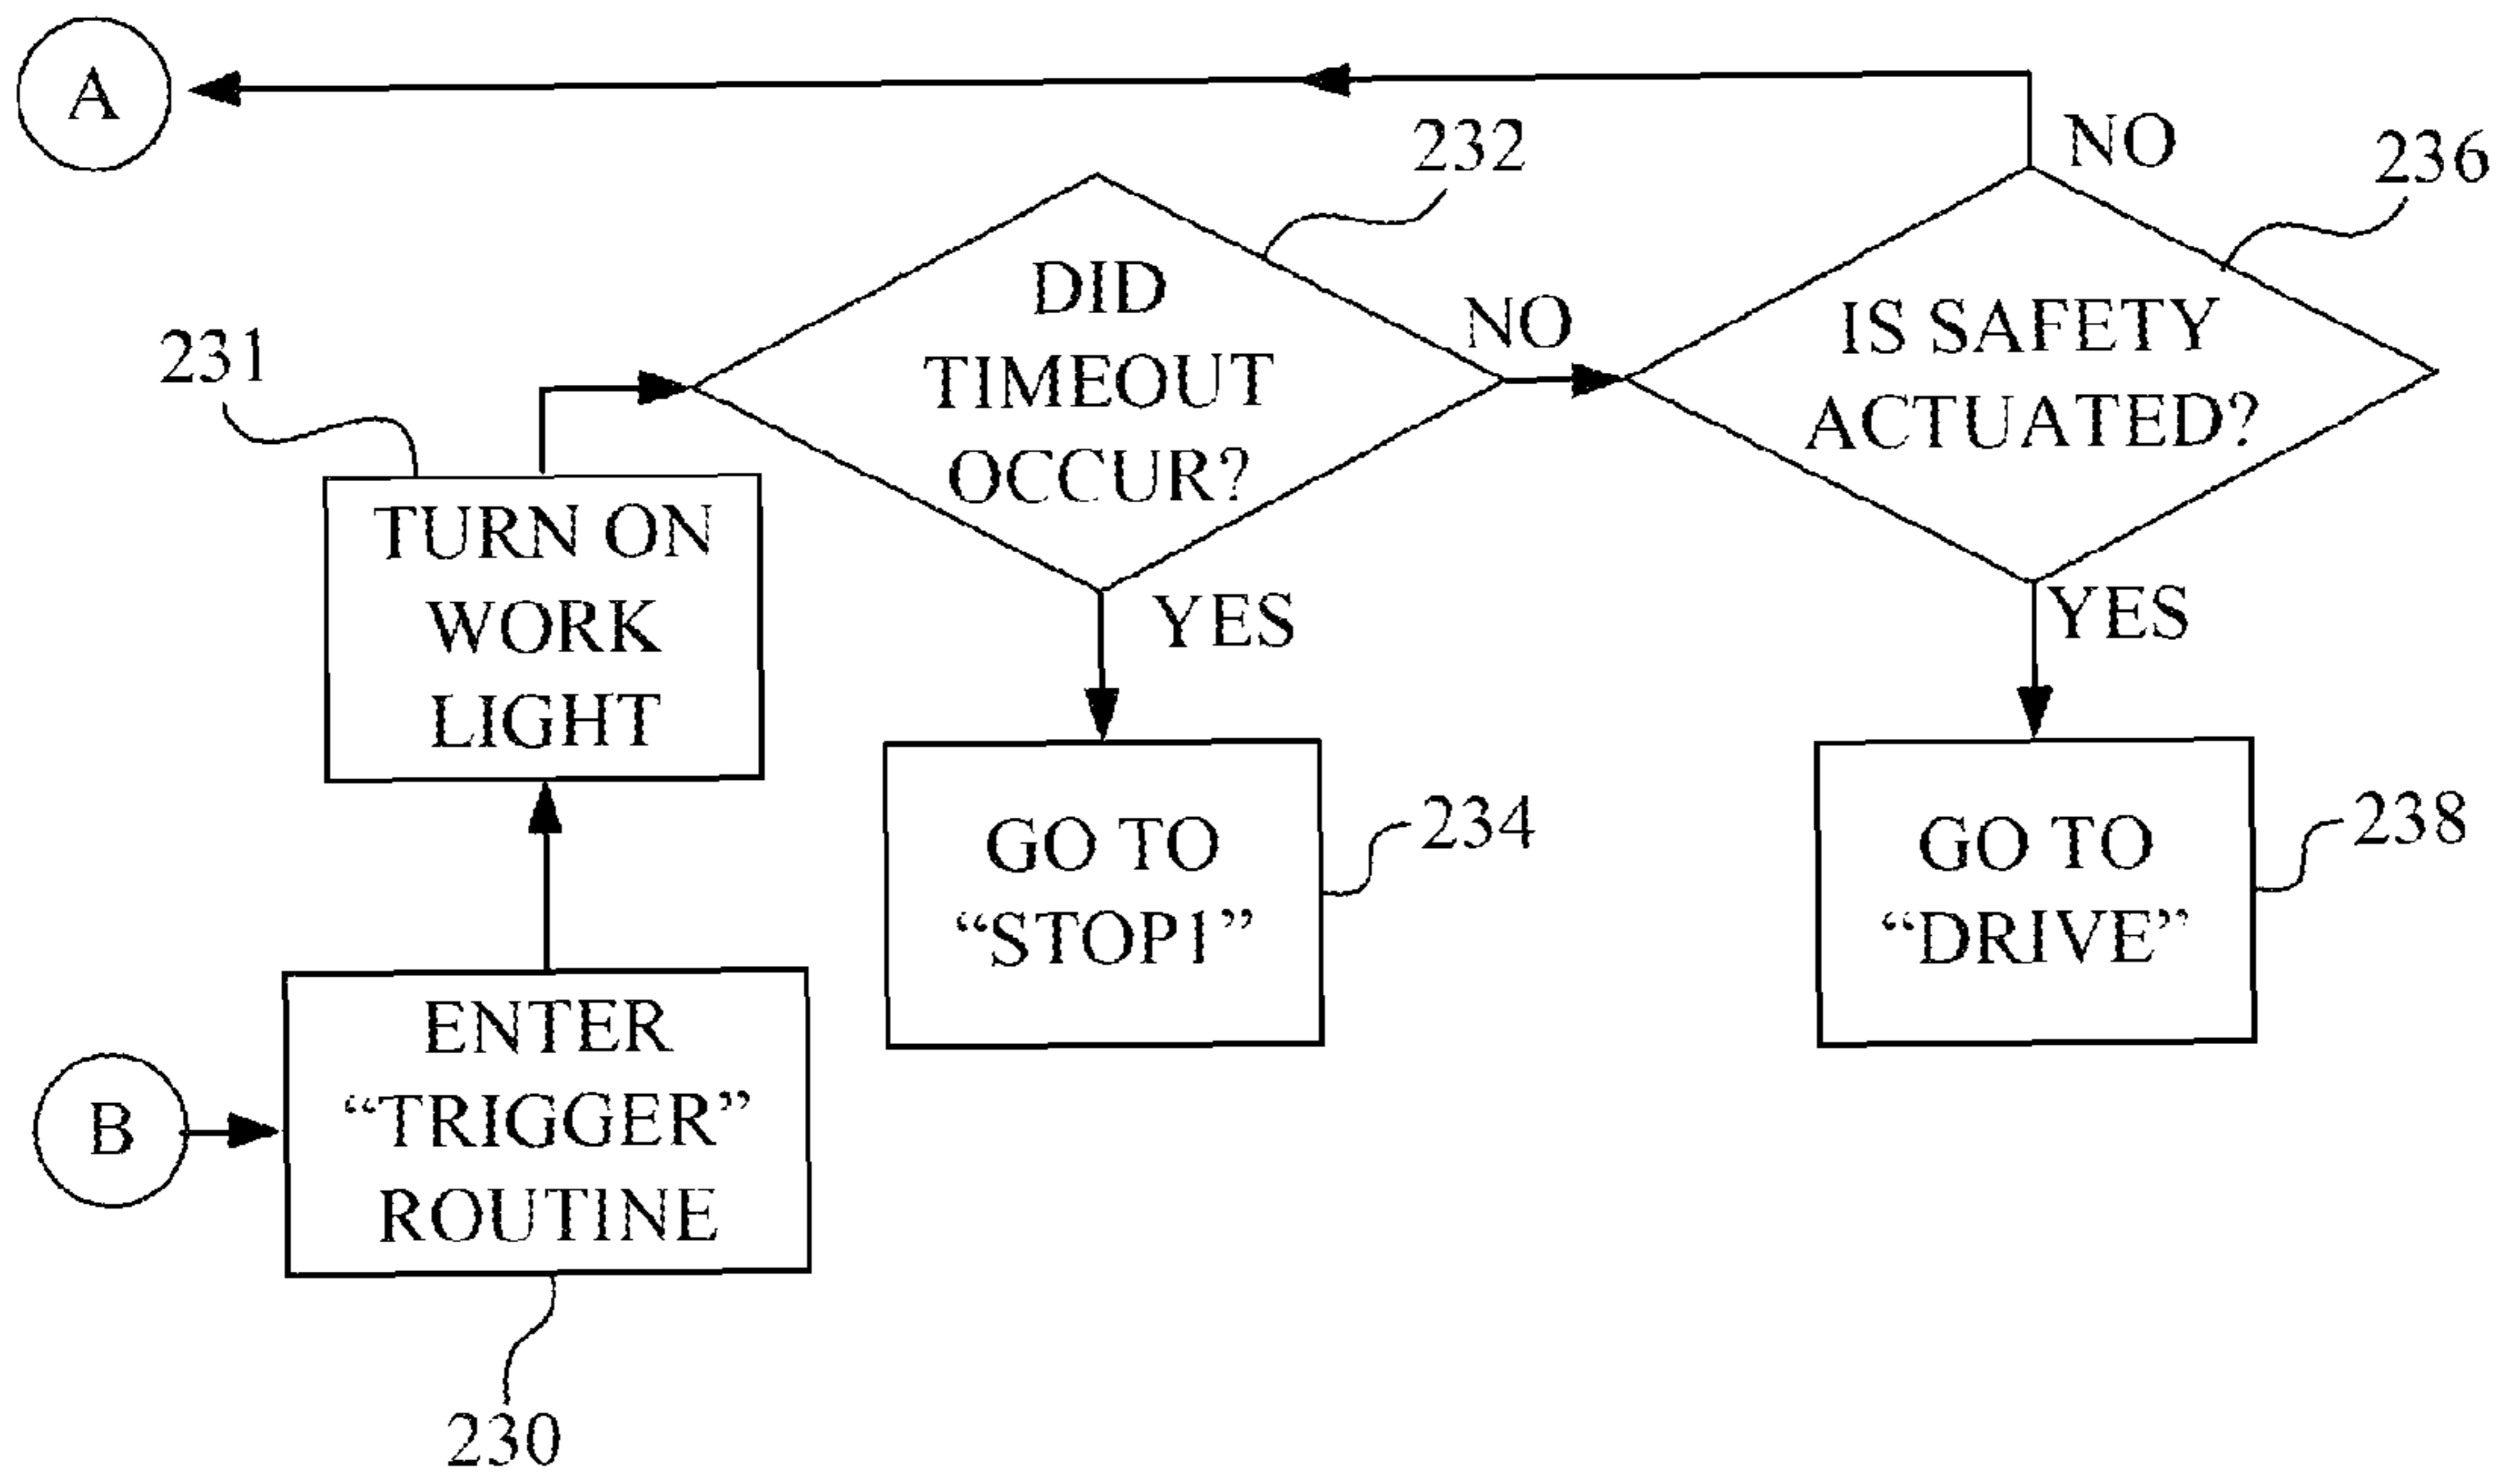 A
NO
232
236
DID
TIMEOUT
OCCUR?
NO
IS SAFETY
ACTUATED?
231
TURN ON
WORK
LIGHT
YES
YES
GO TO
“STOP1”
234
GO TO
“DRIVE”
238
B
ENTER
“TRIGGER”
ROUTINE
230